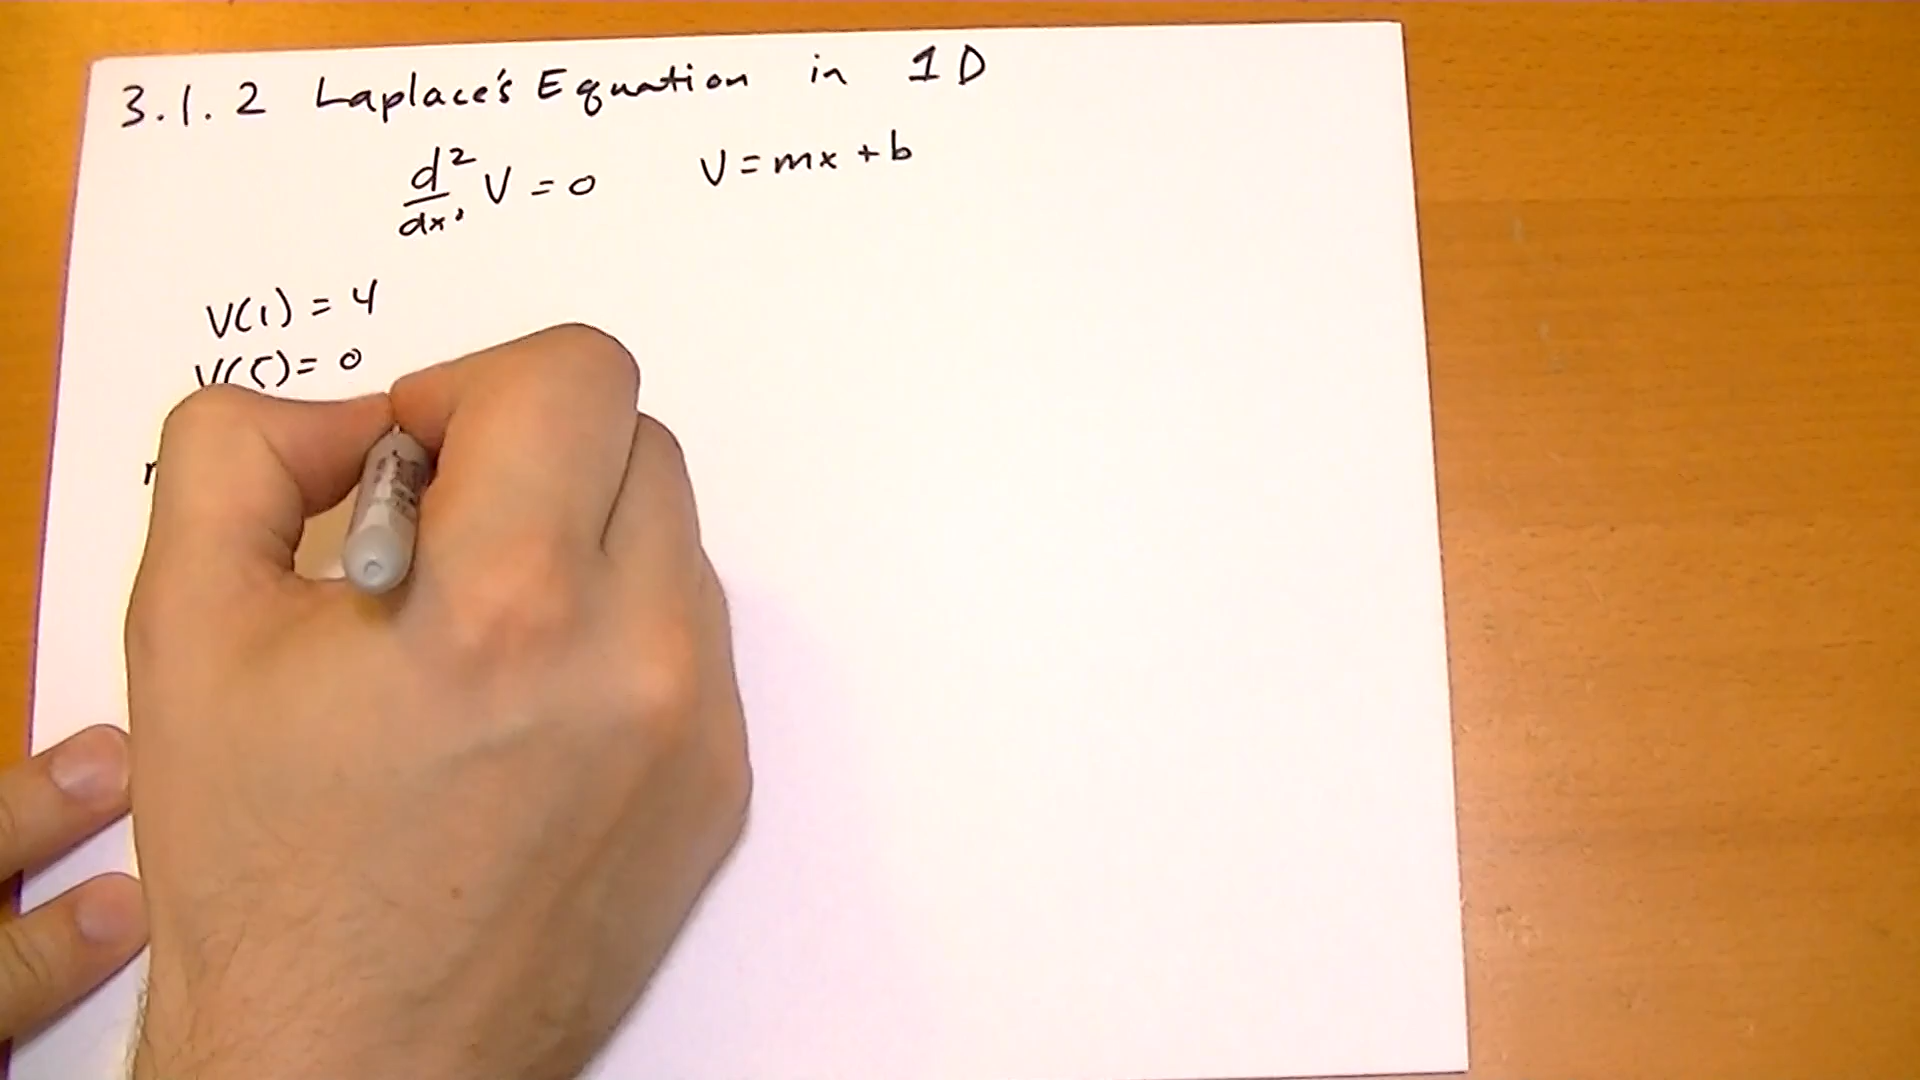 3.1.2 Laplace's Equation in 1D
d²/dx² V = 0    V = mx + b
V(1) = 4
V(5) = 0